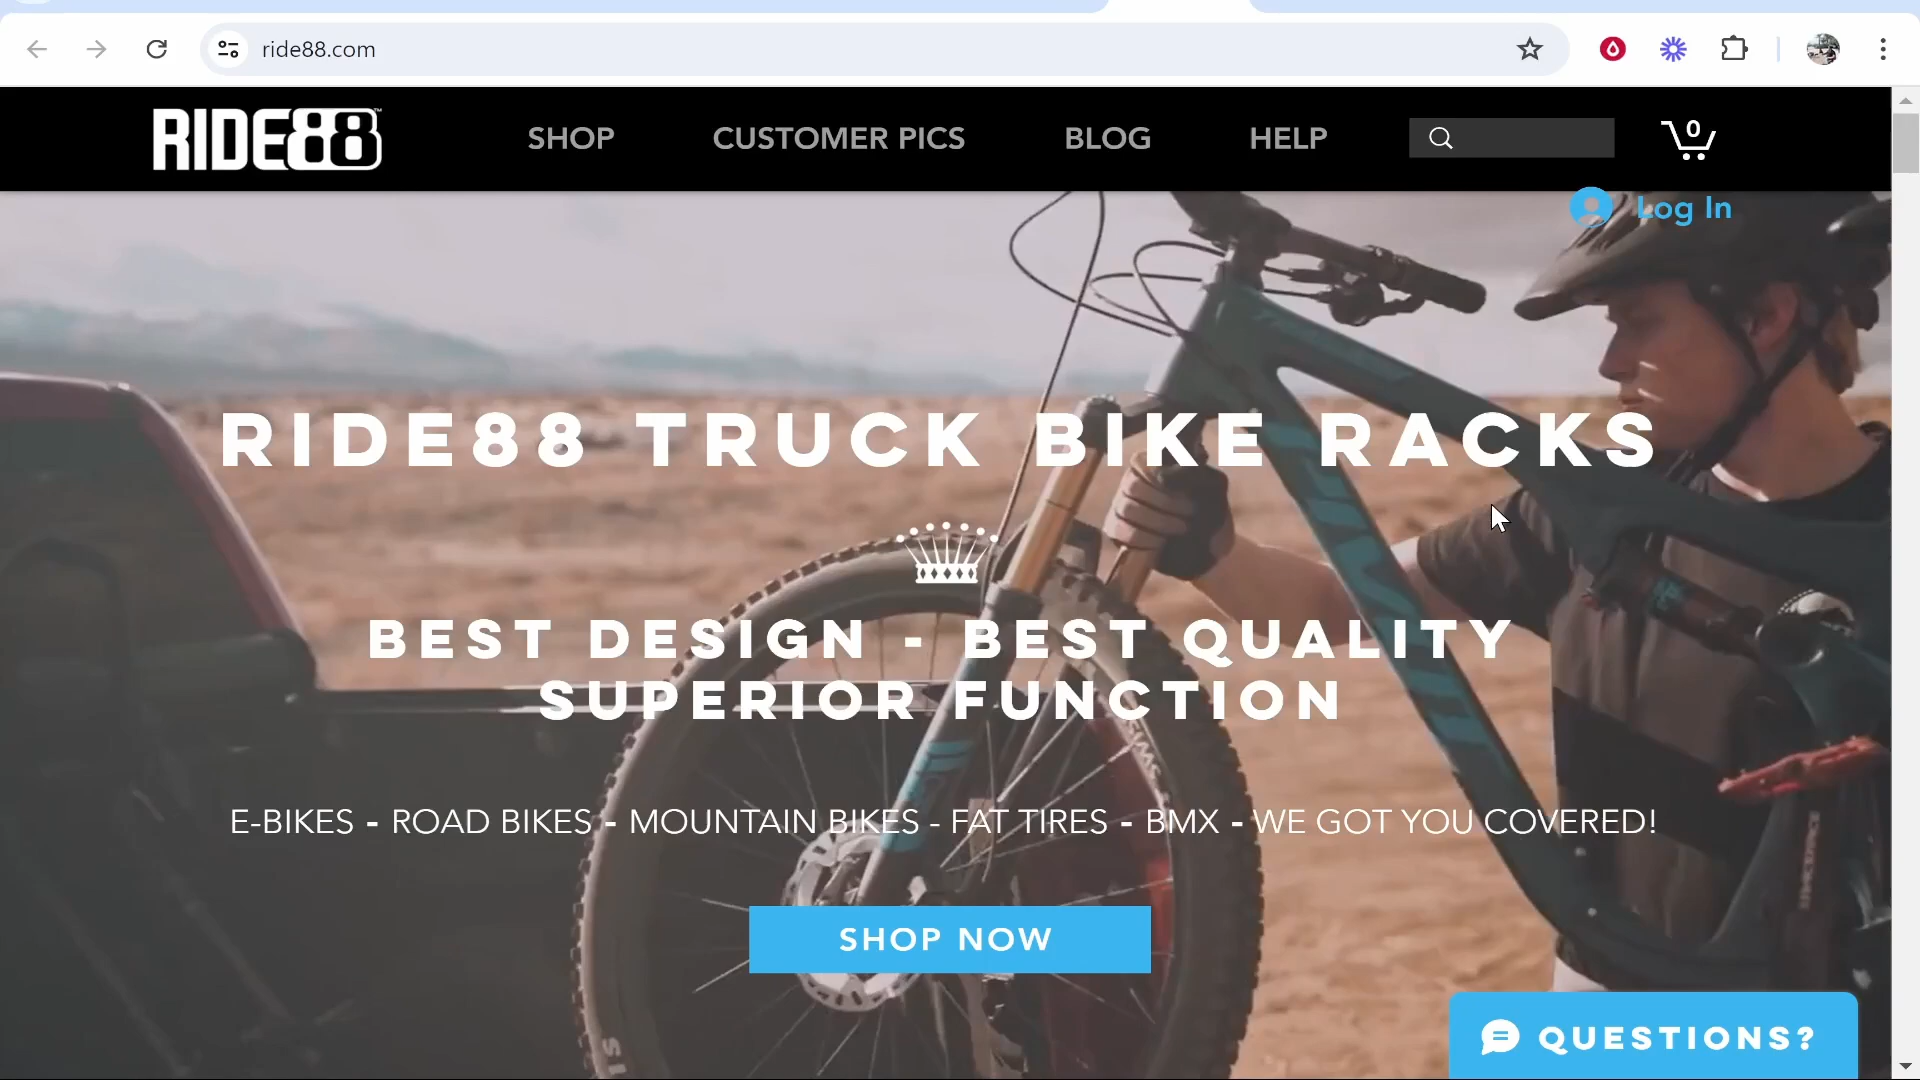 ride88.com
RIDE88™
SHOP
CUSTOMER PICS
BLOG
HELP
0
Log In
RIDE88 TRUCK BIKE RACKS
BEST DESIGN - BEST QUALITY
SUPERIOR FUNCTION
E-BIKES - ROAD BIKES - MOUNTAIN BIKES - FAT TIRES - BMX - WE GOT YOU COVERED!
SHOP NOW
QUESTIONS?